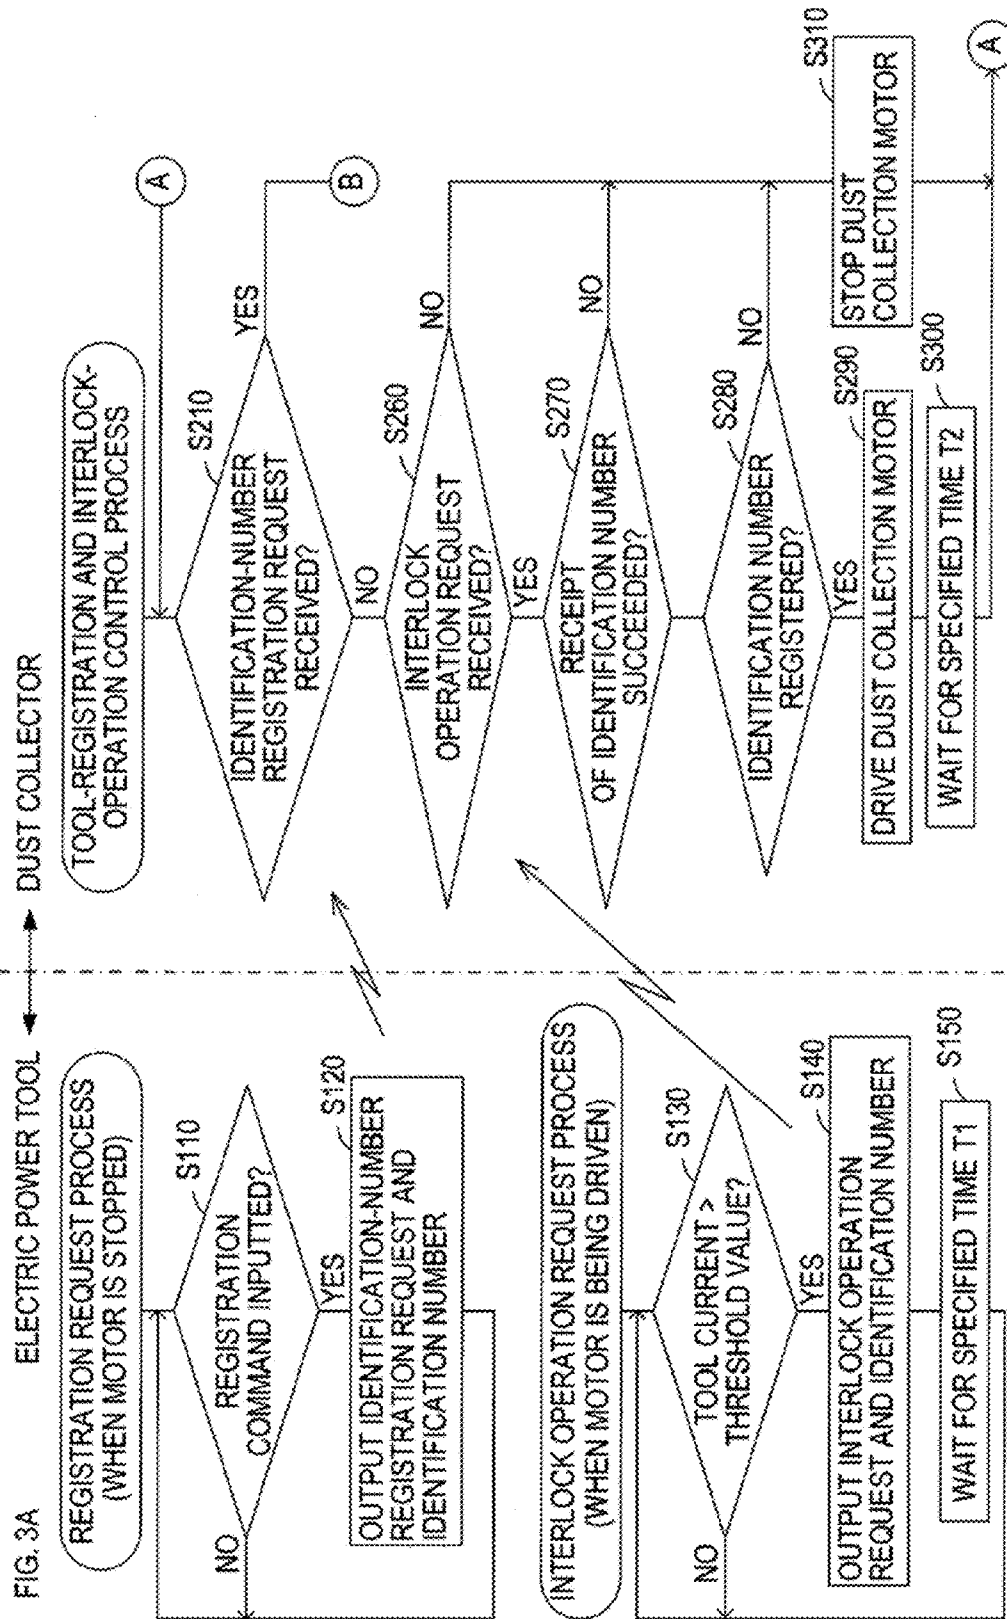 FIG. 3A
ELECTRIC POWER TOOL
DUST COLLECTOR
REGISTRATION REQUEST PROCESS
(WHEN MOTOR IS STOPPED)
S110
REGISTRATION
COMMAND INPUTTED?
NO
YES
S120
OUTPUT IDENTIFICATION-NUMBER
REGISTRATION REQUEST AND
IDENTIFICATION NUMBER
INTERLOCK OPERATION REQUEST PROCESS
(WHEN MOTOR IS BEING DRIVEN)
S130
TOOL CURRENT >
THRESHOLD VALUE?
NO
YES
S140
OUTPUT INTERLOCK OPERATION
REQUEST AND IDENTIFICATION NUMBER
S150
WAIT FOR SPECIFIED TIME T1
TOOL-REGISTRATION AND INTERLOCK-
OPERATION CONTROL PROCESS
A
S210
IDENTIFICATION-NUMBER
REGISTRATION REQUEST
RECEIVED?
YES
B
NO
S260
INTERLOCK
OPERATION REQUEST
RECEIVED?
NO
YES
S270
RECEIPT
OF IDENTIFICATION NUMBER
SUCCEEDED?
NO
S280
IDENTIFICATION NUMBER
REGISTERED?
NO
YES
S290
DRIVE DUST COLLECTION MOTOR
S300
WAIT FOR SPECIFIED TIME T2
S310
STOP DUST
COLLECTION MOTOR
A